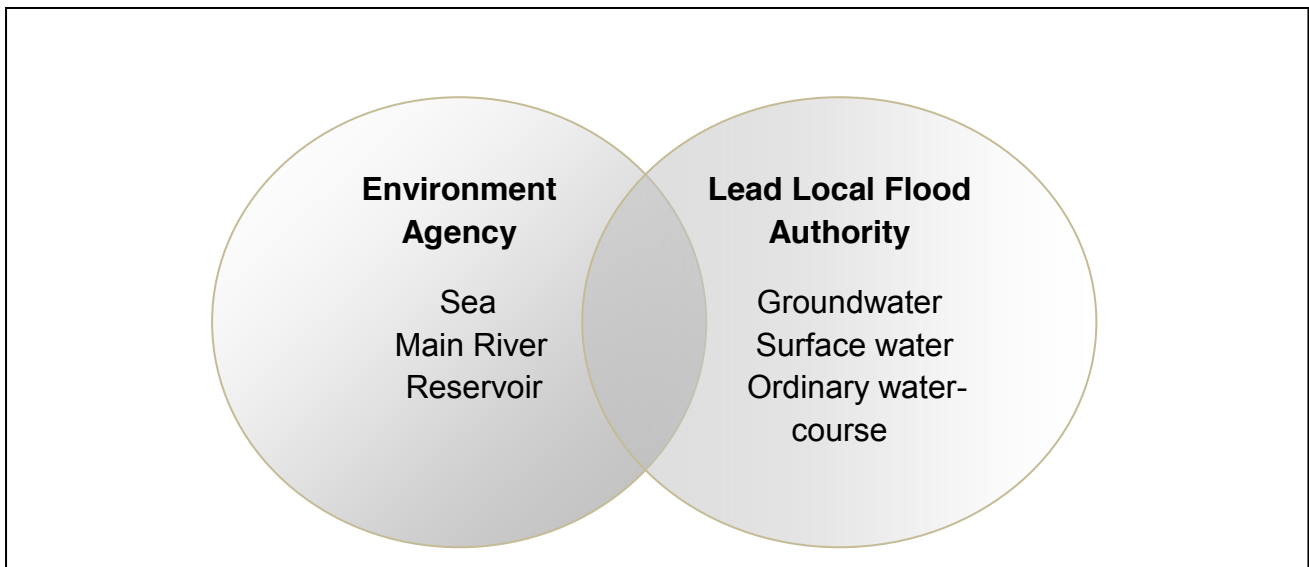 Environment
Agency
Sea
Main River
Reservoir
Lead Local Flood
Authority
Groundwater
Surface water
Ordinary water-
course